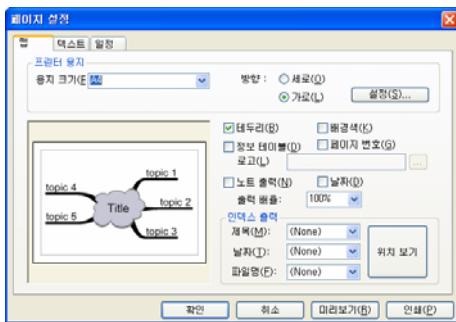 페이지 설정
맵 텍스트 일정
프린터 용지
용지 크기(E A4 방향 : 세로(O)
가로(L) 설정(S)...
테두리(B) 배경색(K)
정보 테이블(D) 페이지 번호(G)
로고(L) ...
노트 출력(N) 날짜(D)
출력 배율: 100%
인덱스 출력
제목(M): (None)
날짜(T): (None) 위치 보기
파일명(F): (None)
topic 1
topic 4
topic 2
Title
topic 5
topic 3
확인 취소 미리보기(R) 인쇄(P)